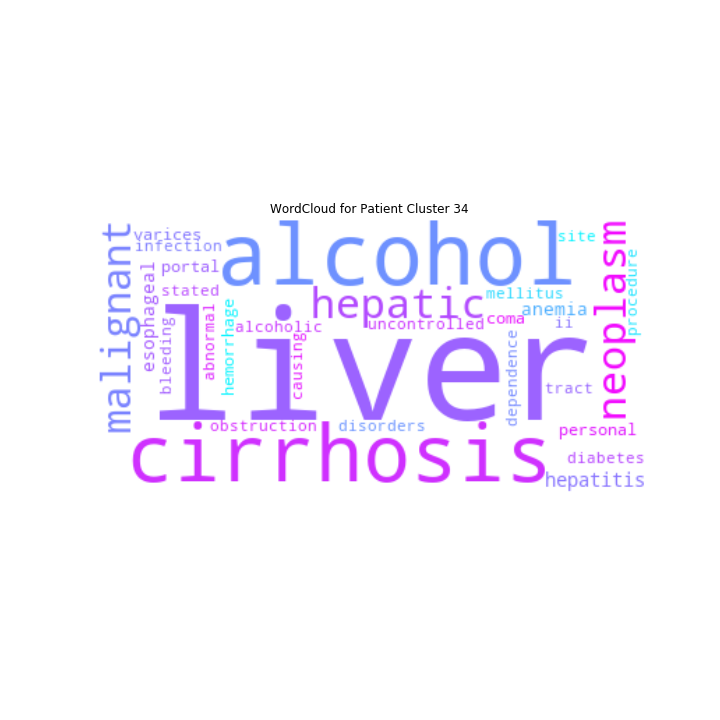 WordCloud for Patient Cluster 34
malignant
varices
infection
alcohol
site
neoplasm
procedure
portal
stated
esophageal
bleeding
abnormal
hemorrhage
hepatic
mellitus
anemia
coma
ii
alcoholic
causing
uncontrolled
liver
dependence
tract
obstruction
disorders
personal
cirrhosis
diabetes
hepatitis